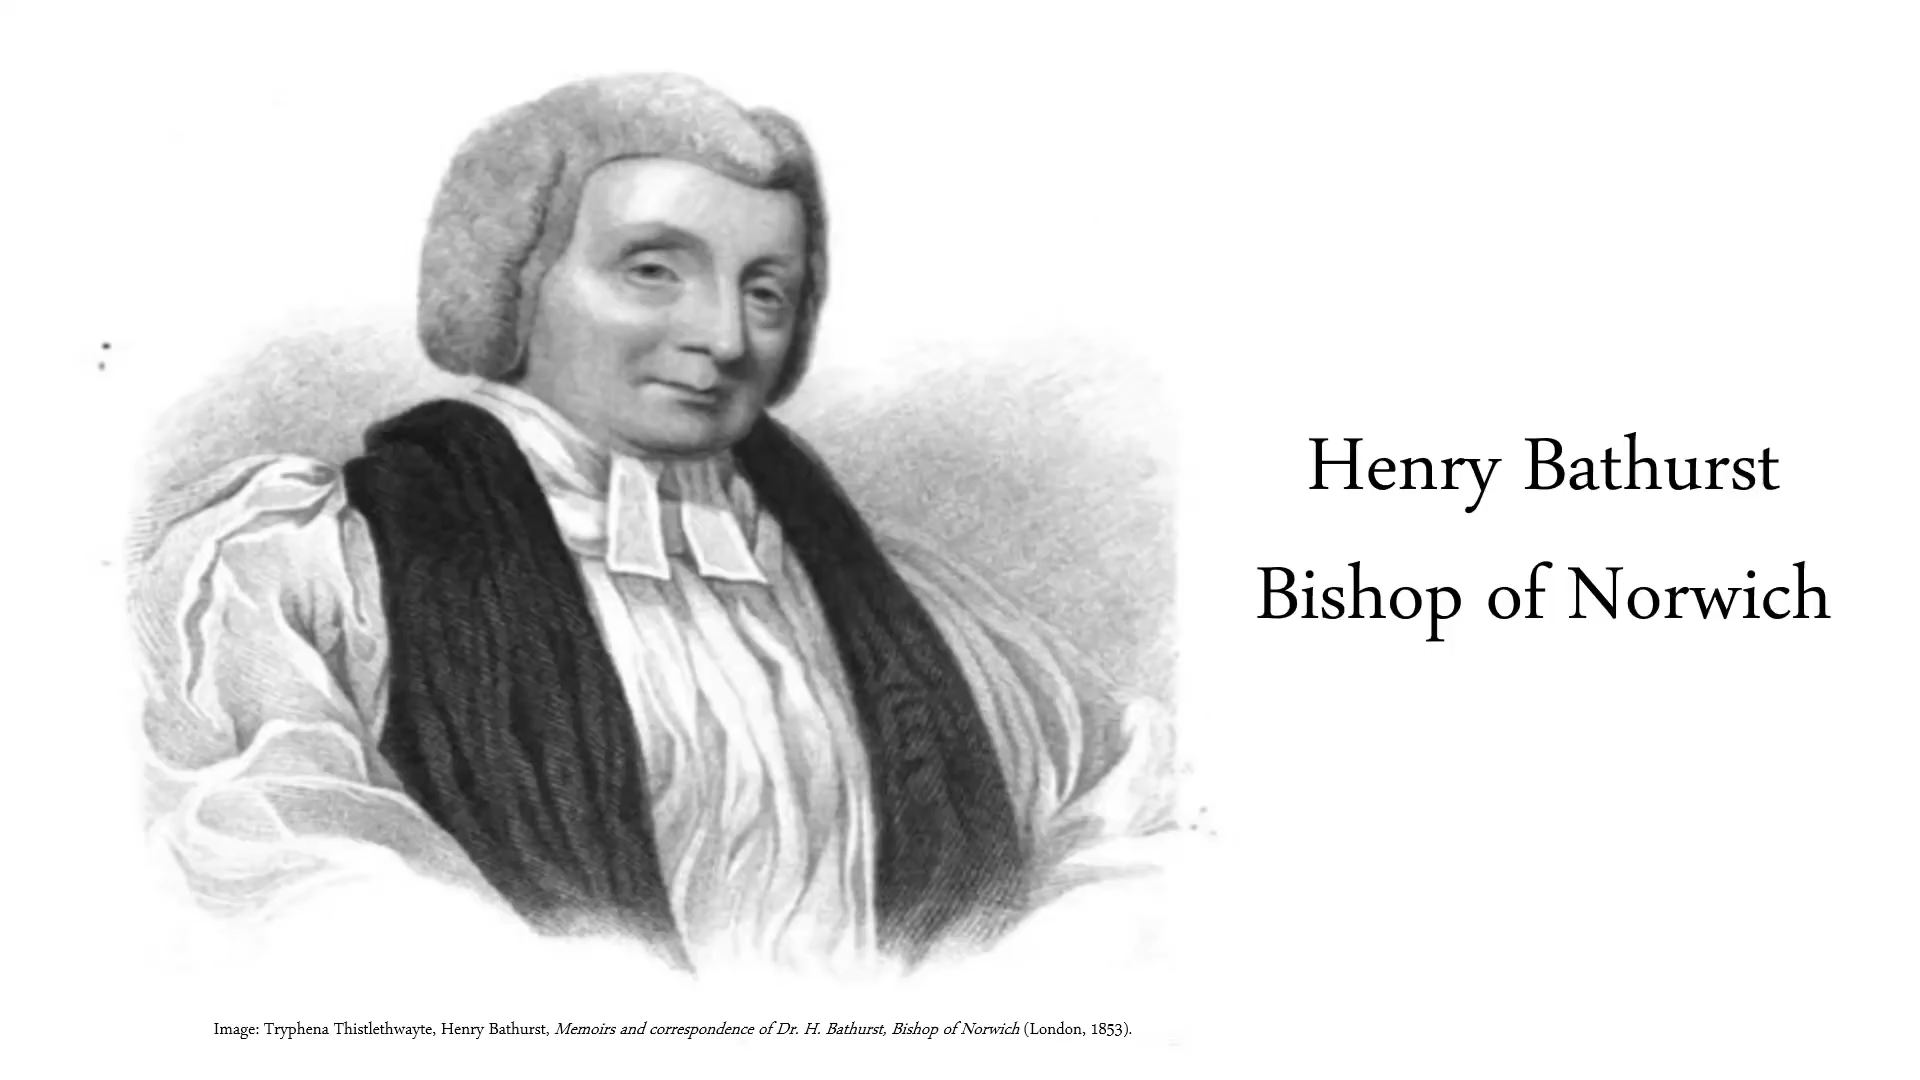 Henry Bathurst
Bishop of Norwich
Image: Tryphena Thistlethwayte, Henry Bathurst, Memoirs and correspondence of Dr. H. Bathurst, Bishop of Norwich (London, 1853).